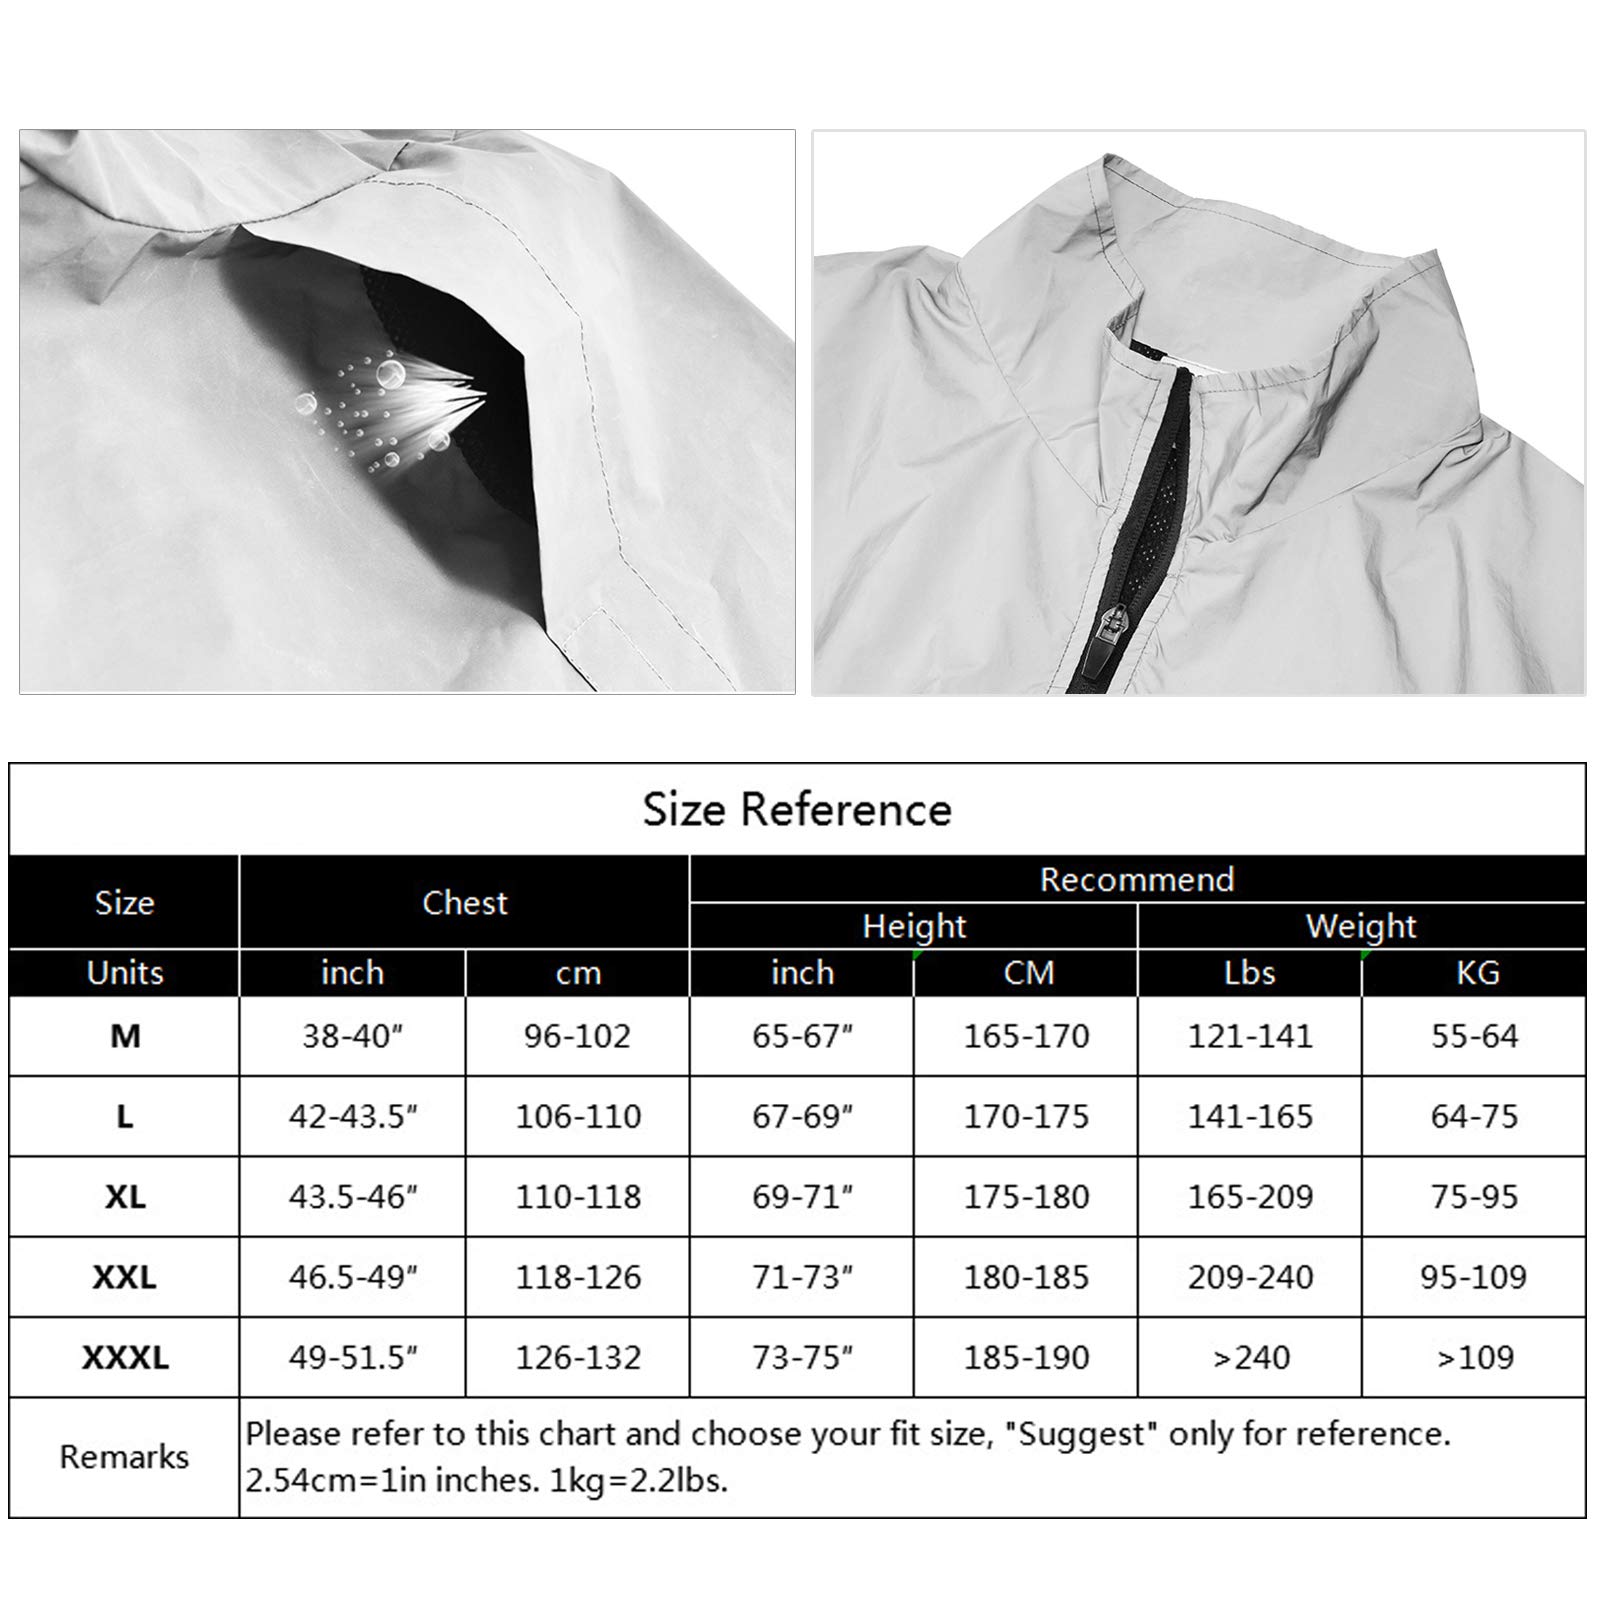 Size Reference
Size Chest Recommend
Height Weight
Units inch cm inch CM Lbs KG
M 38-40" 96-102 65-67" 165-170 121-141 55-64
L 42-43.5" 106-110 67-69" 170-175 141-165 64-75
XL 43.5-46" 110-118 69-71" 175-180 165-209 75-95
XXL 46.5-49" 118-126 71-73" 180-185 209-240 95-109
XXXL 49-51.5" 126-132 73-75" 185-190 >240 >109
Remarks
Please refer to this chart and choose your fit size, "Suggest" only for reference.
2.54cm=1in inches. 1kg=2.2lbs.